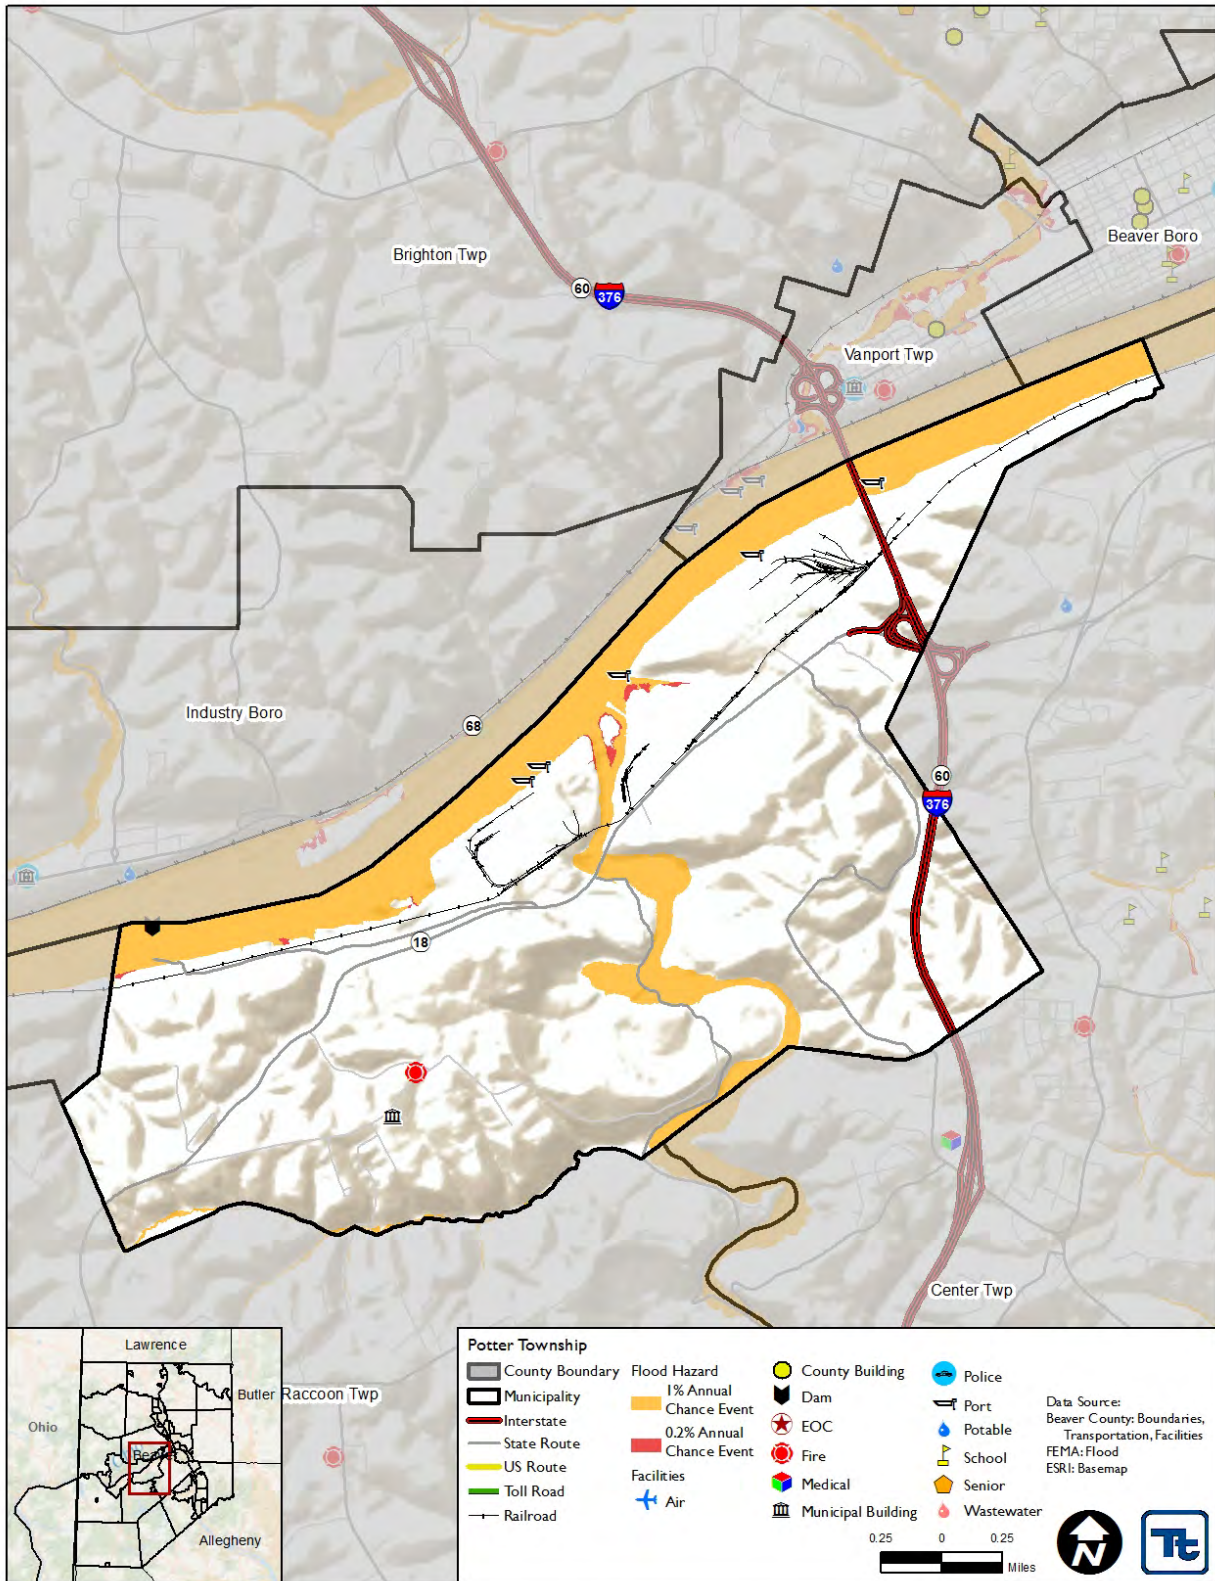 Brighton Twp
60
376
Beaver Boro
Vanport Twp
Industry Boro
68
60
376
18
Center Twp
Raccoon Twp
Lawrence
Butler
Ohio
Beaver
Allegheny
Potter Township
County Boundary
Municipality
Interstate
State Route
US Route
Toll Road
Railroad
Flood Hazard
1% Annual
Chance Event
0.2% Annual
Chance Event
Facilities
Air
County Building
Dam
EOC
Fire
Medical
Municipal Building
Police
Port
Potable
School
Senior
Wastewater
Data Source:
Beaver County: Boundaries,
Transportation, Facilities
FEMA: Flood
ESRI: Basemap
0.25 0 0.25
Miles
N
Tt